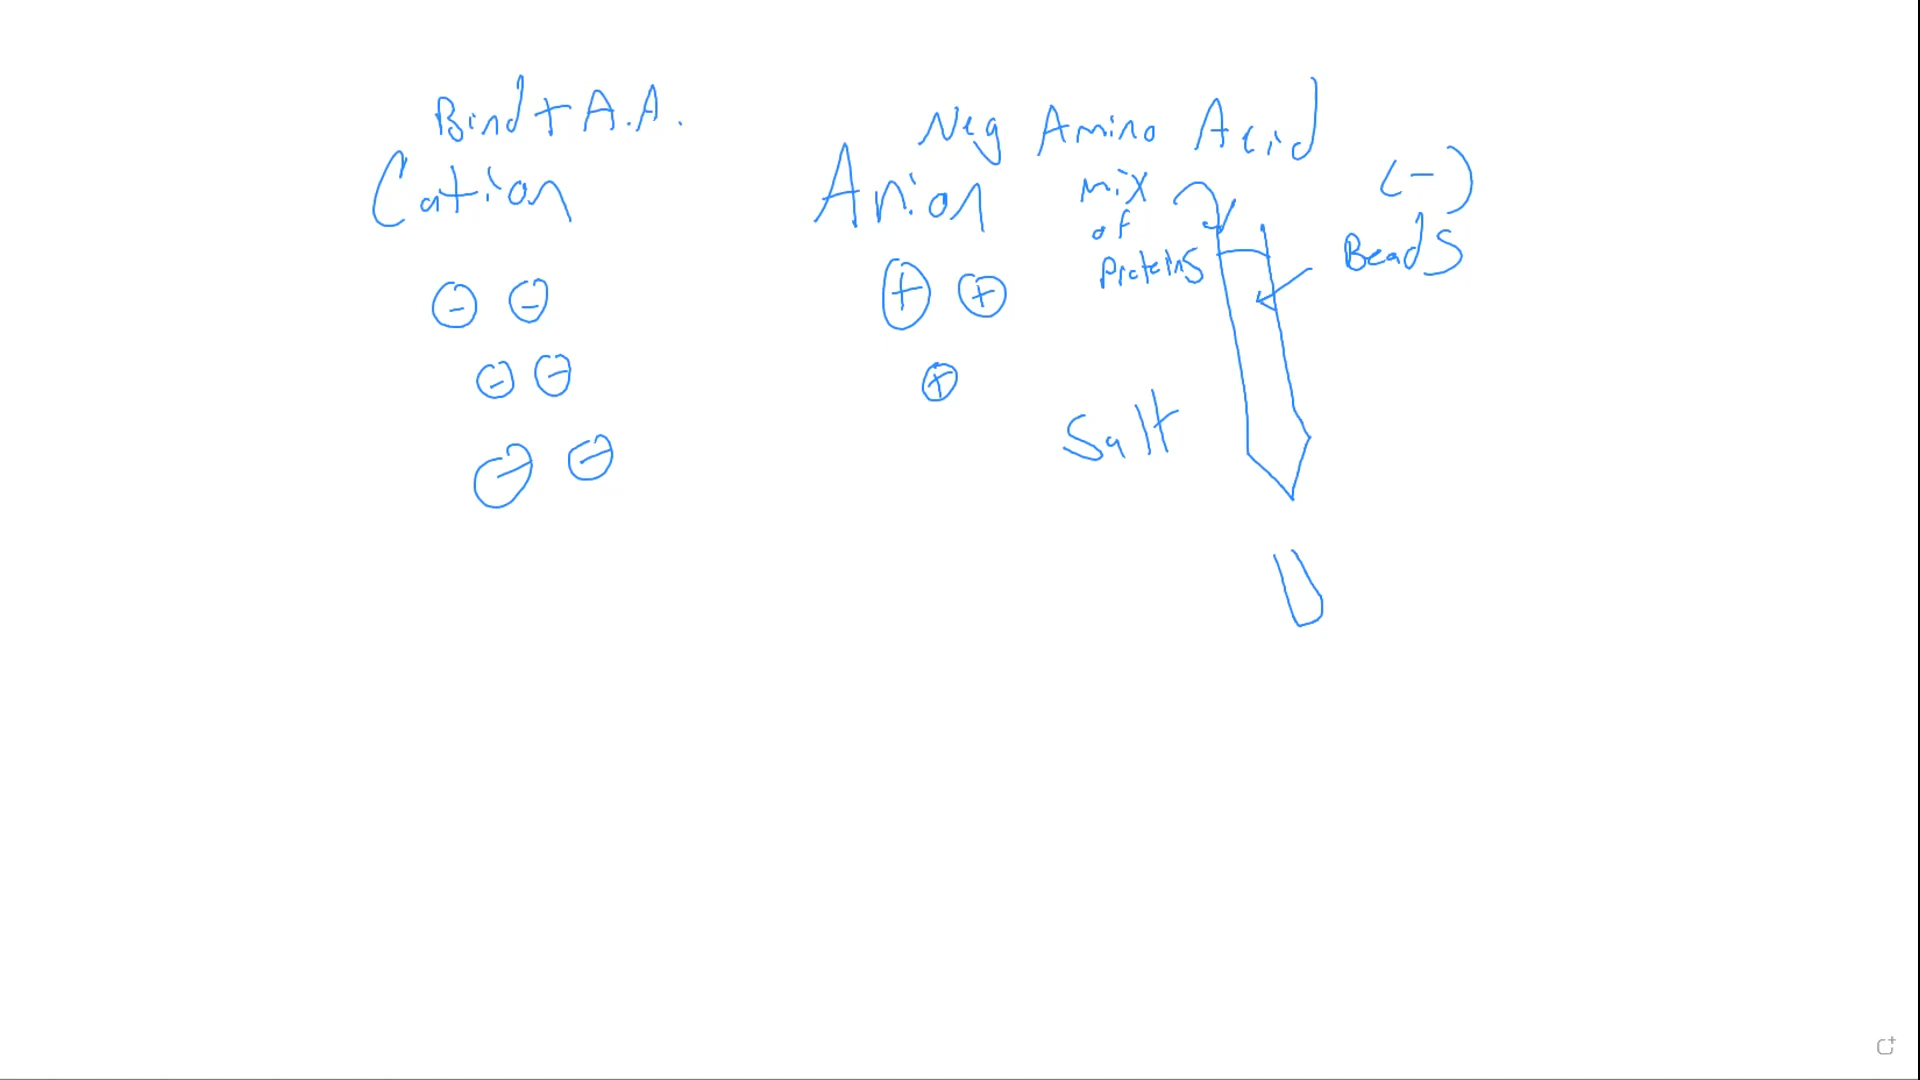 Bind + A.A.
Cation
- -
- -
- -
Neg Amino Acid
Anion
+ +
+
mix
of
Proteins
(-)
Beads
Salt